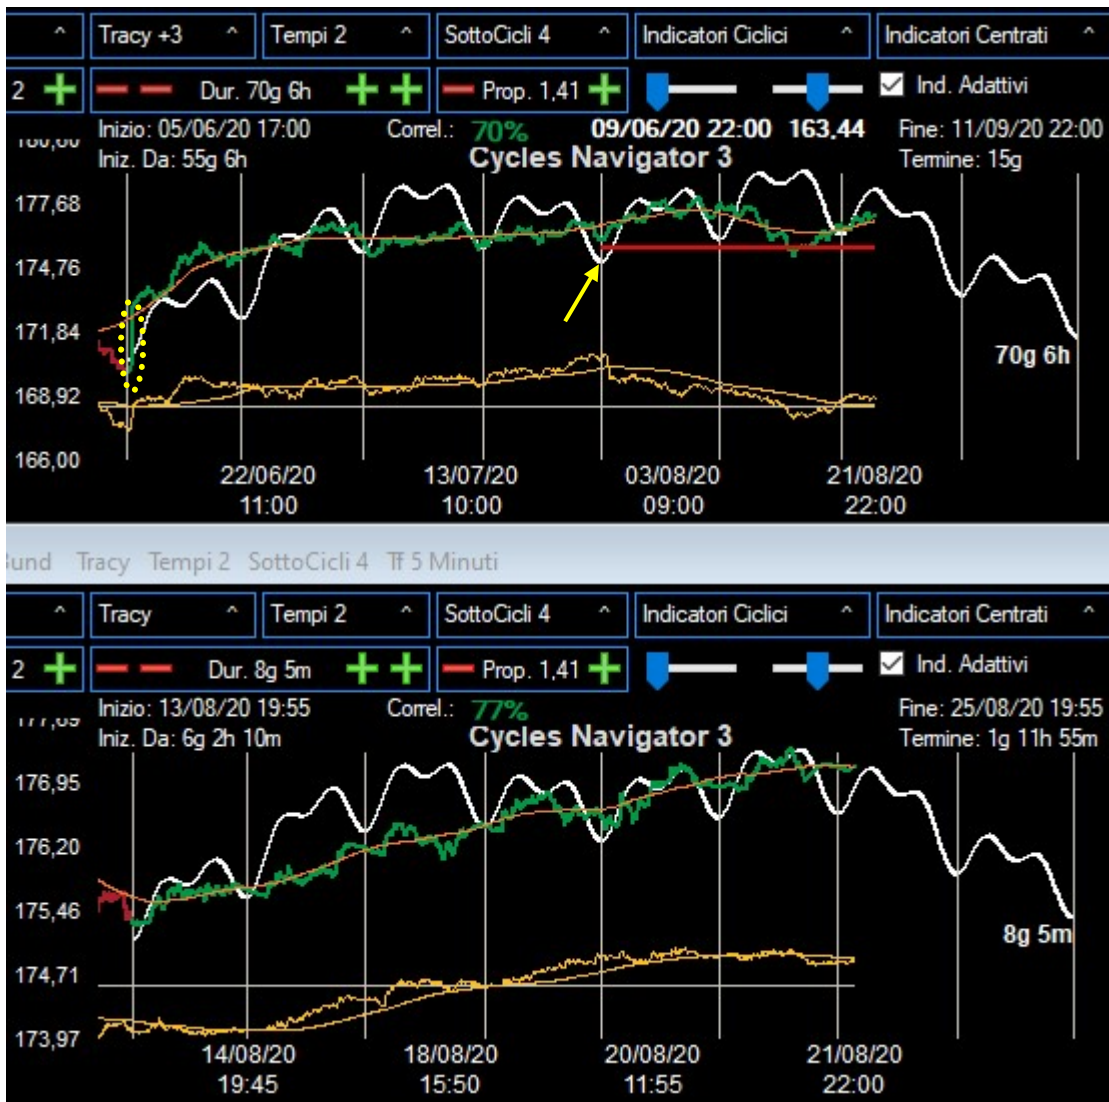 ^ Tracy +3 ^ Tempi 2 ^ SottoCicli 4 ^ Indicatori Ciclici ^ Indicatori Centrati ^
2 Dur. 70g 6h Prop. 1,41 Ind. Adattivi
Inizio: 05/06/20 17:00 Correl.: 70% 09/06/20 22:00 163,44 Fine: 11/09/20 22:00
Iniz. Da: 55g 6h Cycles Navigator 3 Termine: 15g
177,68
174,76
171,84
70g 6h
168,92
166,00
22/06/20 13/07/20 03/08/20 21/08/20
11:00 10:00 09:00 22:00
Bund Tracy Tempi 2 SottoCicli 4 Tf 5 Minuti
^ Tracy ^ Tempi 2 ^ SottoCicli 4 ^ Indicatori Ciclici ^ Indicatori Centrati ^
2 Dur. 8g 5m Prop. 1,41 Ind. Adattivi
Inizio: 13/08/20 19:55 Correl.: 77% Fine: 25/08/20 19:55
Iniz. Da: 6g 2h 10m Cycles Navigator 3 Termine: 1g 11h 55m
176,95
176,20
175,46
8g 5m
174,71
173,97
14/08/20 18/08/20 20/08/20 21/08/20
19:45 15:50 11:55 22:00